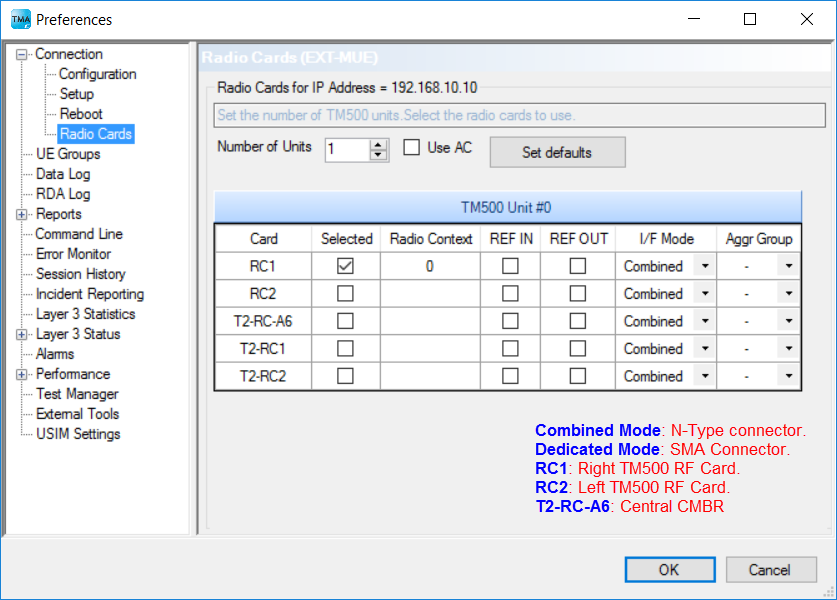 TMA Preferences
Connection
Configuration
Setup
Reboot
Radio Cards
UE Groups
Data Log
RDA Log
Reports
Command Line
Error Monitor
Session History
Incident Reporting
Layer 3 Statistics
Layer 3 Status
Alarms
Performance
Test Manager
External Tools
USIM Settings
Radio Cards (EXT-MUE)
Radio Cards for IP Address = 192.168.10.10
Set the number of TM500 units.Select the radio cards to use.
Number of Units 1 Use AC Set defaults
TM500 Unit #0
Card Selected Radio Context REF IN REF OUT I/F Mode Aggr Group
RC1 0 Combined -
RC2 Combined -
T2-RC-A6 Combined -
T2-RC1 Combined -
T2-RC2 Combined -
Combined Mode: N-Type connector.
Dedicated Mode: SMA Connector.
RC1: Right TM500 RF Card.
RC2: Left TM500 RF Card.
T2-RC-A6: Central CMBR
OK Cancel